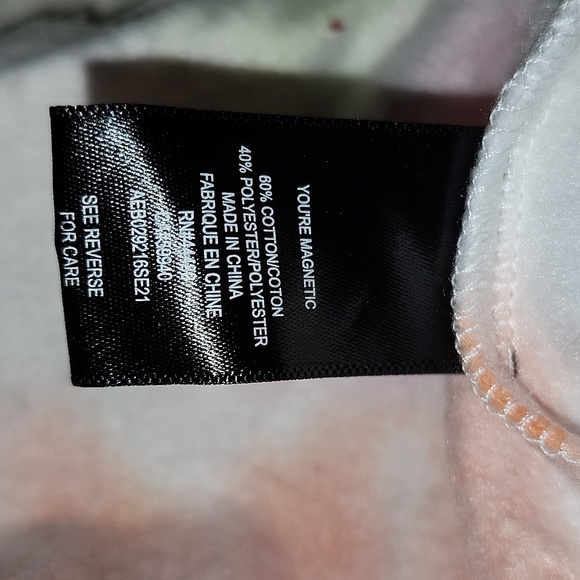 YOU'RE MAGNETIC
60% COTTON/COTON
40% POLYESTER/POLYESTER
MADE IN CHINA
FABRIQUE EN CHINE
AEB029216SE21
SEE REVERSE
FOR CARE